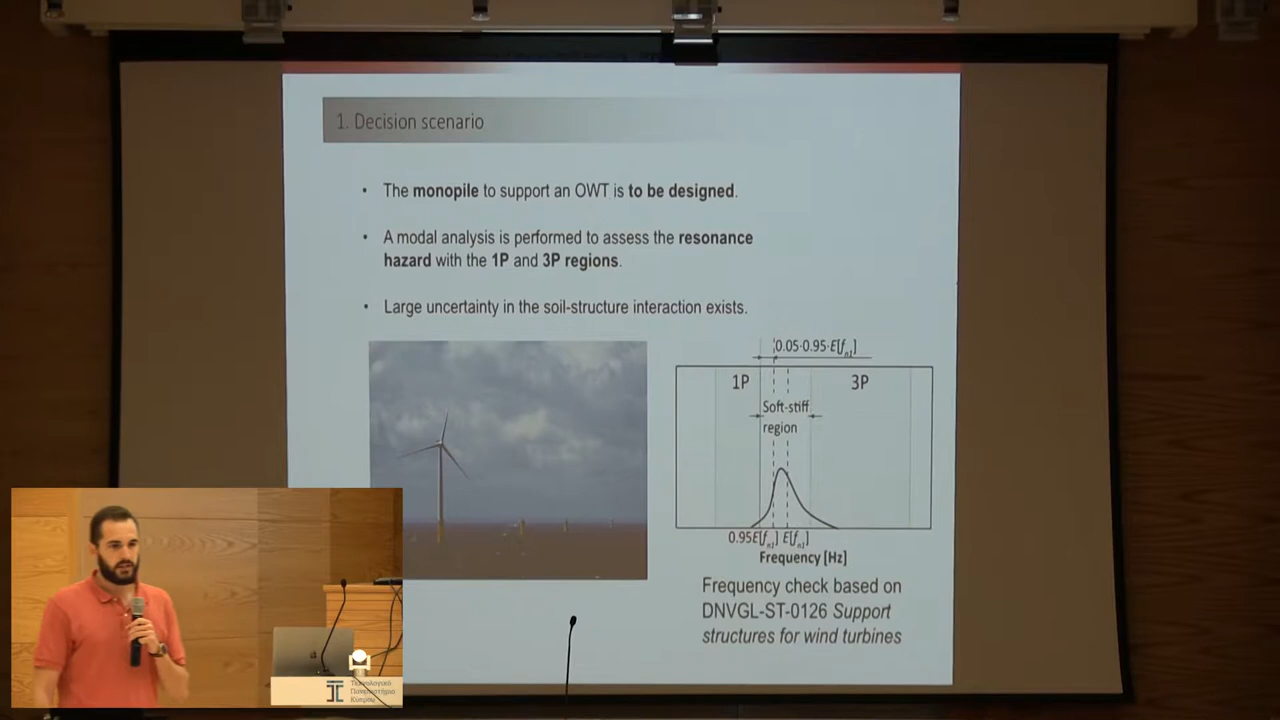 1. Decision scenario
• The monopile to support an OWT is to be designed.
• A modal analysis is performed to assess the resonance
hazard with the 1P and 3P regions.
• Large uncertainty in the soil-structure interaction exists.
0.05·0.95·E[fn1]
1P
3P
Soft-stiff
region
0.95E[fn1] E[fn1]
Frequency [Hz]
Frequency check based on
DNVGL-ST-0126 Support
structures for wind turbines
Τεχνολογικό
Πανεπιστήμιο
Κύπρου